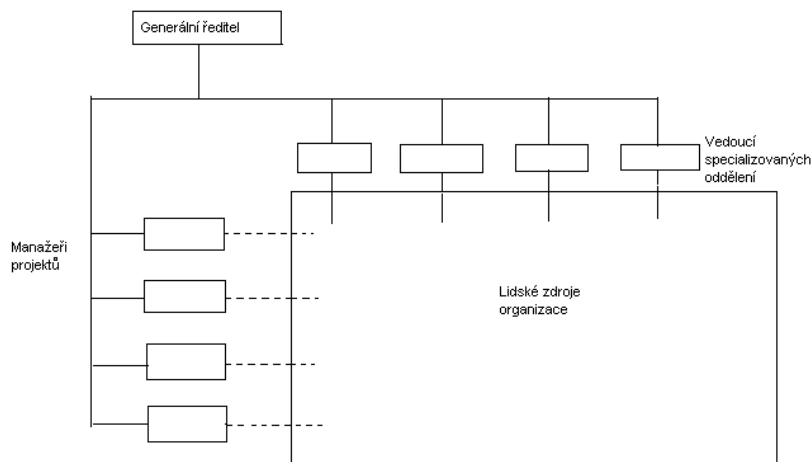 Generální ředitel
Vedoucí
specializovaných
oddělení
Manažeři
projektů
Lidské zdroje
organizace